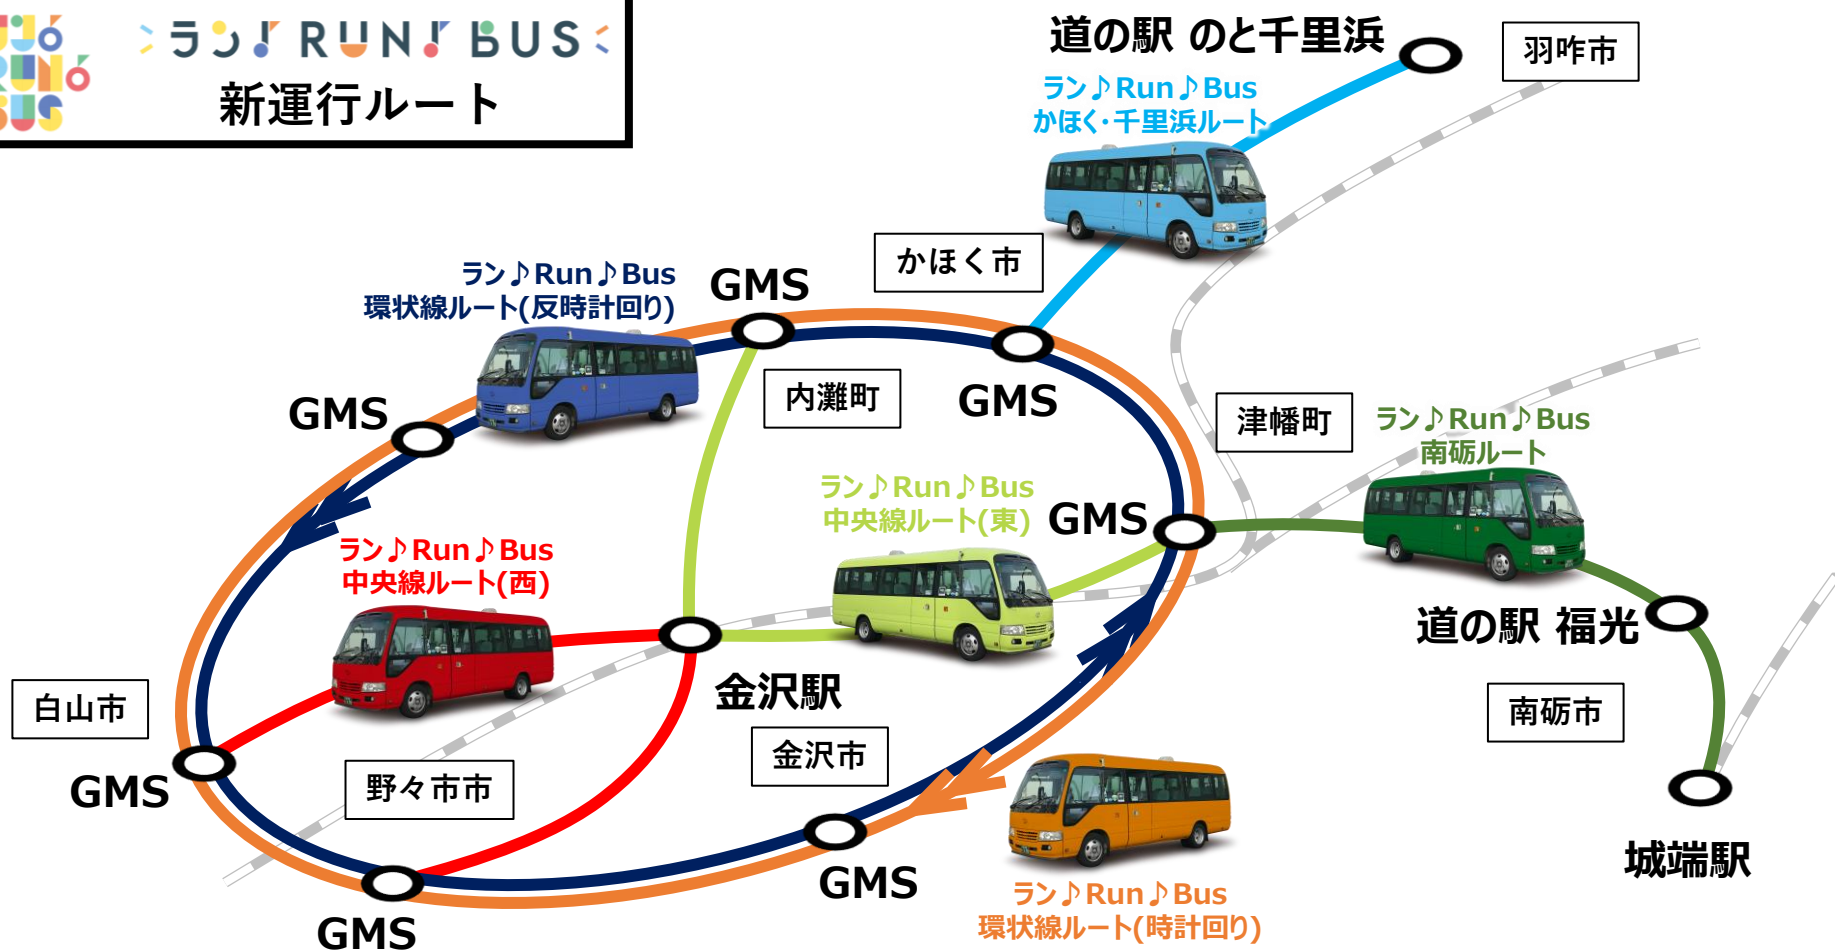 ラン♪RUN♪BUS
RUN
BUS
新運行ルート
道の駅 のと千里浜
羽咋市
ラン♪Run♪Bus
かほく・千里浜ルート
かほく市
ラン♪Run♪Bus
環状線ルート(反時計回り)
GMS
GMS
内灘町
GMS
津幡町
ラン♪Run♪Bus
南砺ルート
ラン♪Run♪Bus
中央線ルート(東)
GMS
ラン♪Run♪Bus
中央線ルート(西)
道の駅 福光
金沢駅
白山市
南砺市
金沢市
GMS
野々市市
GMS
城端駅
ラン♪Run♪Bus
環状線ルート(時計回り)
GMS